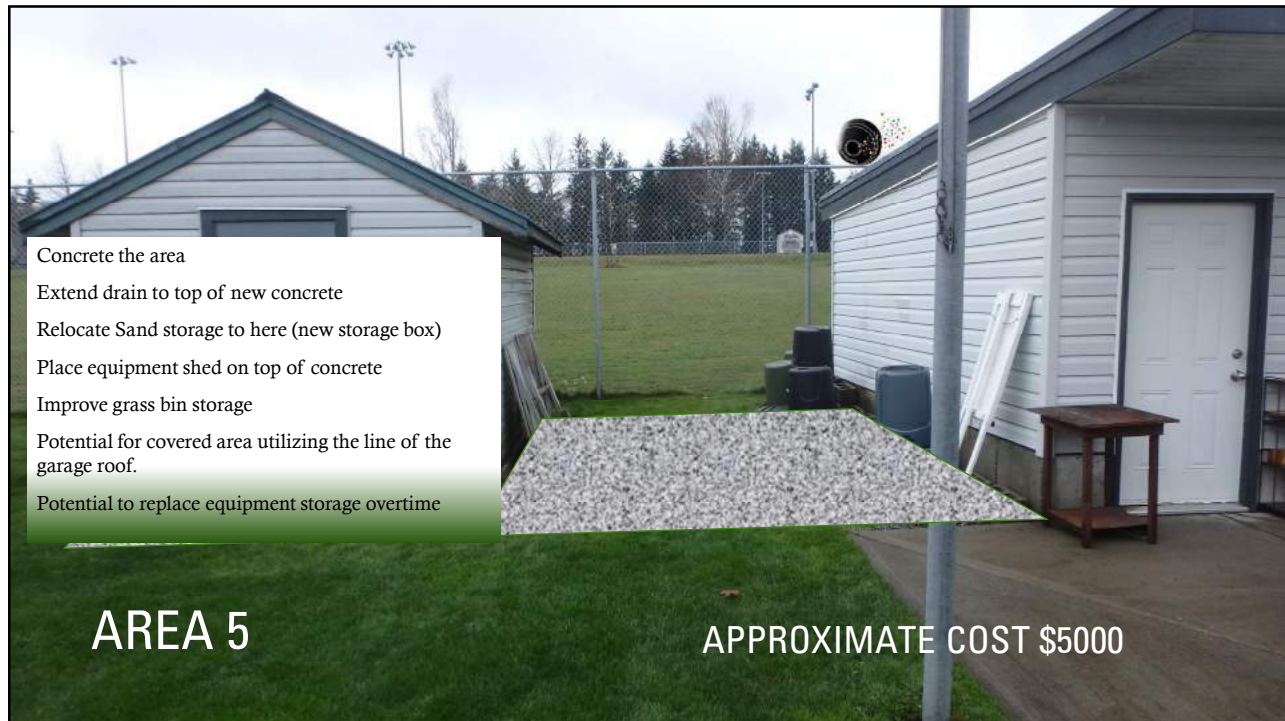 Concrete the area
Extend drain to top of new concrete
Relocate Sand storage to here (new storage box)
Place equipment shed on top of concrete
Improve grass bin storage
Potential for covered area utilizing the line of the
garage roof.
Potential to replace equipment storage overtime
AREA 5
APPROXIMATE COST $5000